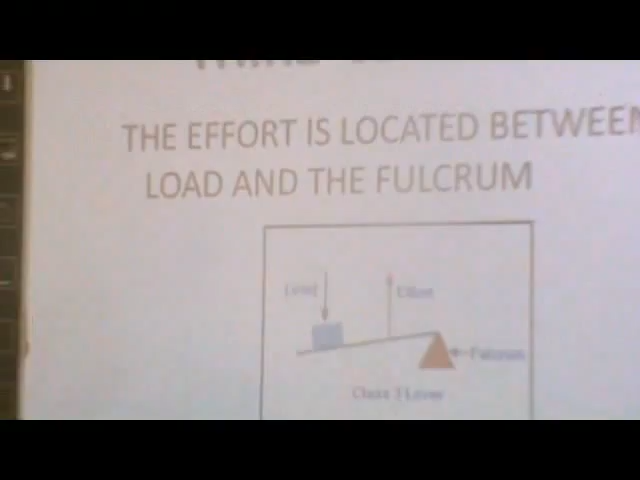 THE EFFORT IS LOCATED BETWEEN
LOAD AND THE FULCRUM
Load
Effort
Fulcrum
Class 3 Lever